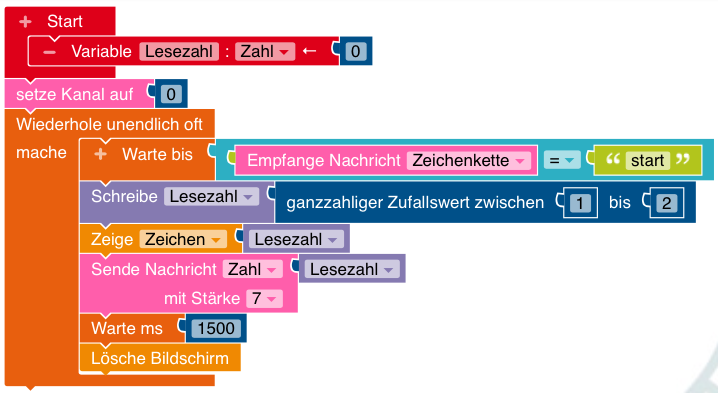 + Start
− Variable Lesezahl : Zahl ← 0
setze Kanal auf 0
Wiederhole unendlich oft
mache + Warte bis Empfange Nachricht Zeichenkette = “ start ”
Schreibe Lesezahl ganzzahliger Zufallswert zwischen 1 bis 2
Zeige Zeichen Lesezahl
Sende Nachricht Zahl Lesezahl
mit Stärke 7
Warte ms 1500
Lösche Bildschirm